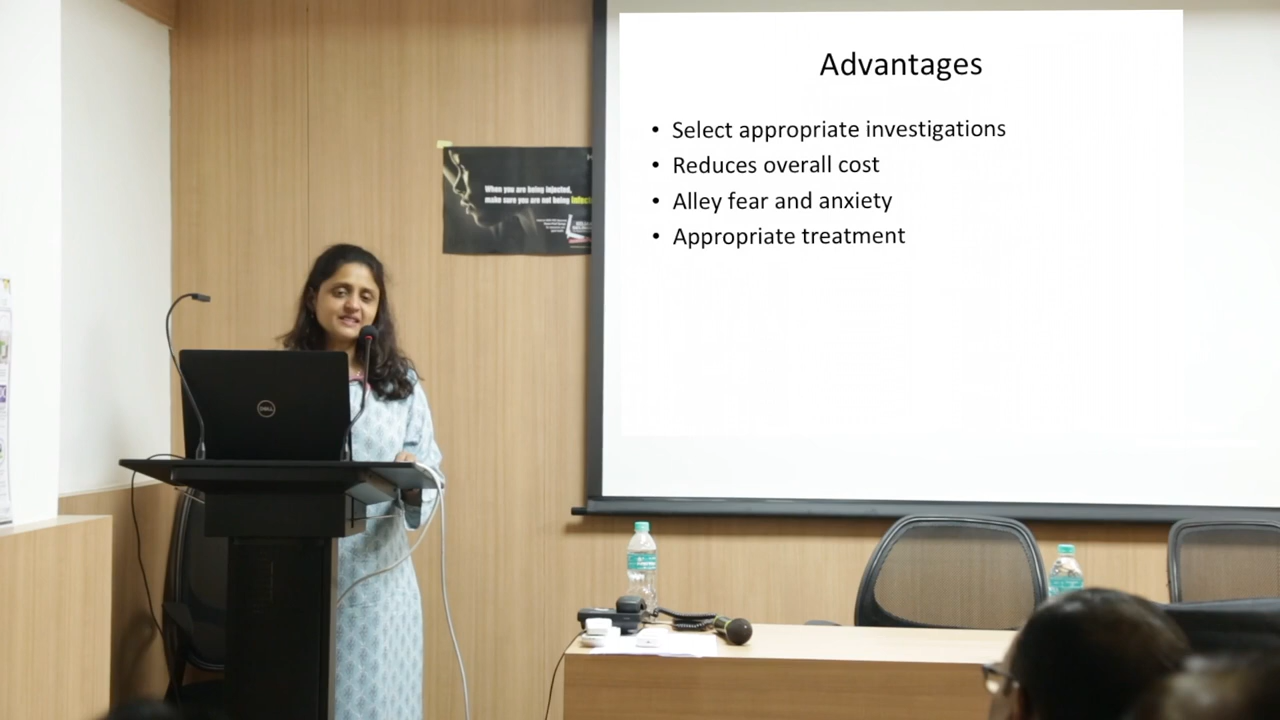 Advantages
• Select appropriate investigations
• Reduces overall cost
• Alley fear and anxiety
• Appropriate treatment
When you are being injected,
make sure you are not being infec
DELL